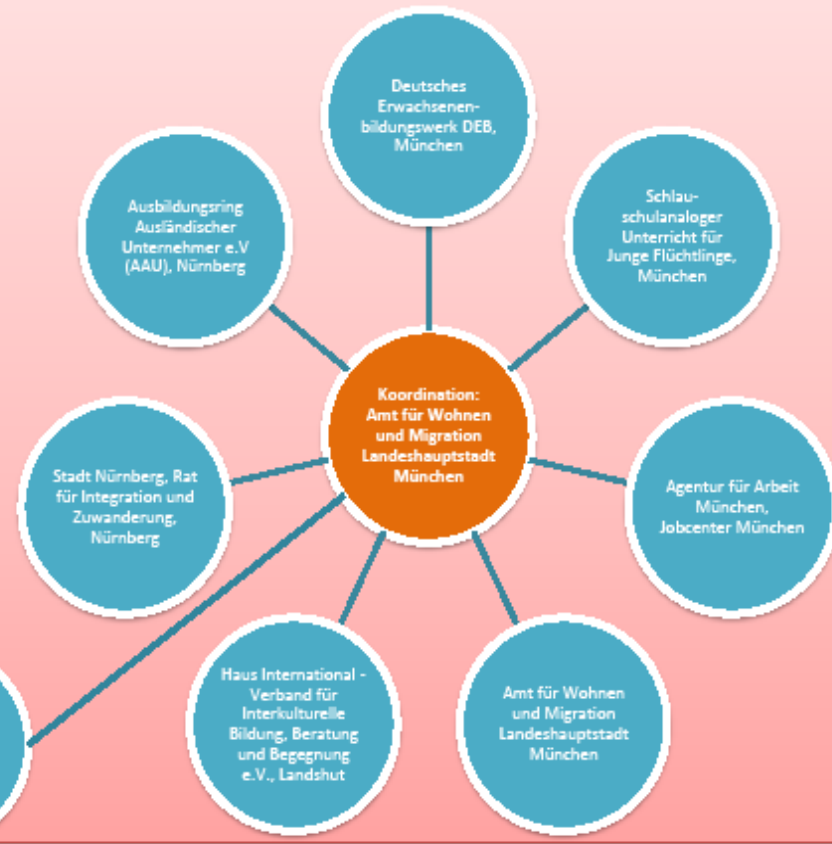 Deutsches
Erwachsenen-
bildungswerk DEB,
München
Ausbildungsring
Ausländischer
Unternehmer e.V
(AAU), Nürnberg
Schlau-
schulanaloger
Unterricht für
Junge Flüchtlinge,
München
Koordination:
Amt für Wohnen
und Migration
Landeshauptstadt
München
Stadt Nürnberg, Rat
für Integration und
Zuwanderung,
Nürnberg
Agentur für Arbeit
München,
Jobcenter München
Haus International -
Verband für
Interkulturelle
Bildung, Beratung
und Begegnung
e.V., Landshut
Amt für Wohnen
und Migration
Landeshauptstadt
München